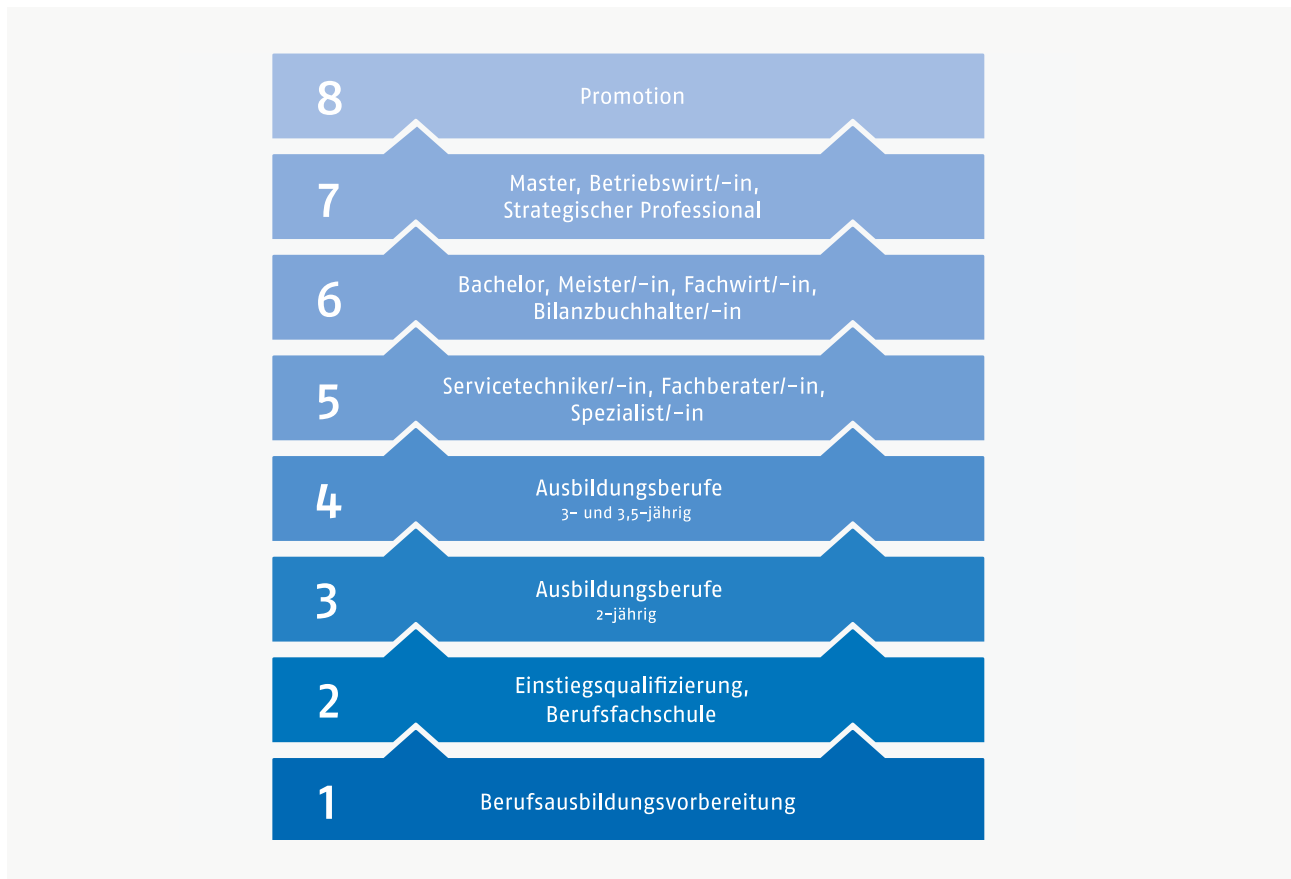 8
Promotion
7
Master, Betriebswirt/-in,
Strategischer Professional
6
Bachelor, Meister/-in, Fachwirt/-in,
Bilanzbuchhalter/-in
5
Servicetechniker/-in, Fachberater/-in,
Spezialist/-in
4
Ausbildungsberufe
3- und 3,5-jährig
3
Ausbildungsberufe
2-jährig
2
Einstiegsqualifizierung,
Berufsfachschule
1
Berufsausbildungsvorbereitung